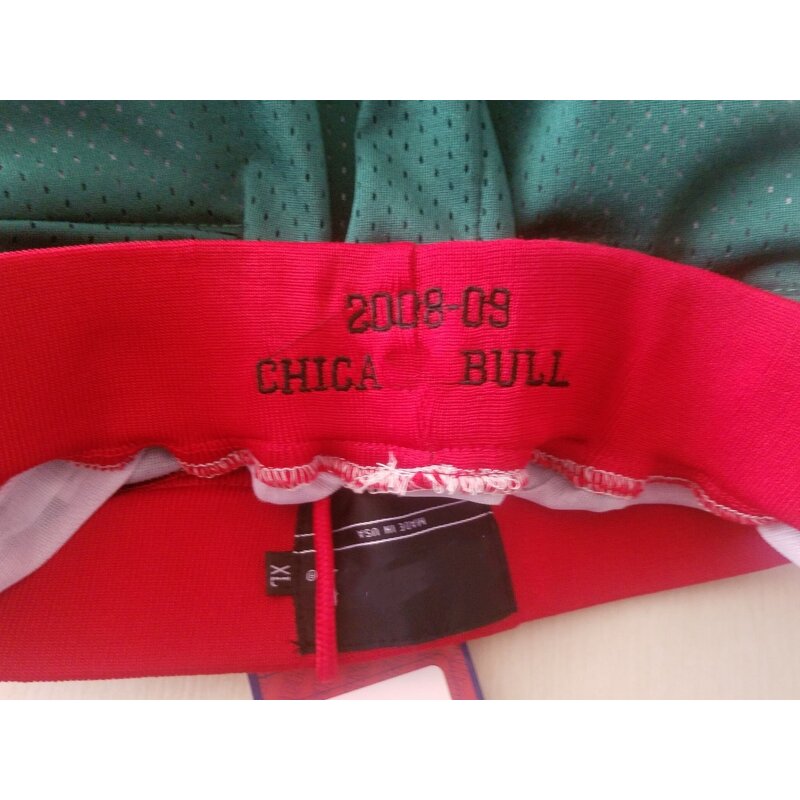 2008-09
CHICA BULL
MADE IN USA
XL
®